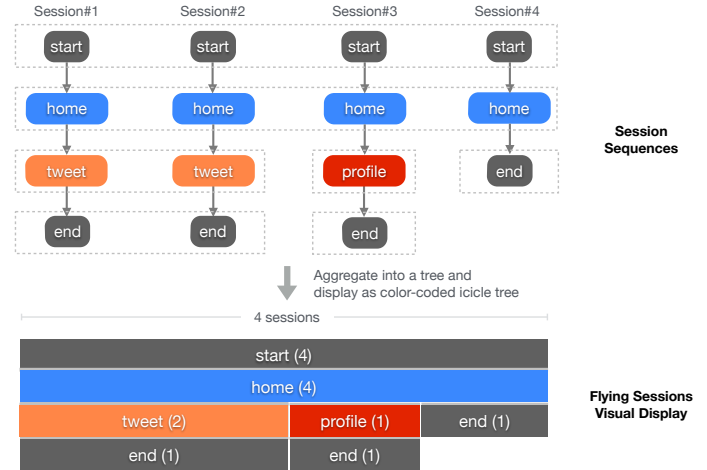 Session#1 Session#2 Session#3 Session#4
start start start start
home home home home
tweet tweet profile end
end end end
Session
Sequences
Aggregate into a tree and
display as color-coded icicle tree
4 sessions
start (4)
home (4)
tweet (2) profile (1) end (1)
end (1) end (1)
Flying Sessions
Visual Display